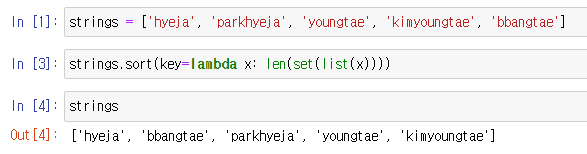 In [1]: strings = ['hyeja', 'parkhyeja', 'youngtae', 'kimyoungtae', 'bbangtae']
In [3]: strings.sort(key=lambda x: len(set(list(x))))
In [4]: strings
Out[4]: ['hyeja', 'bbangtae', 'parkhyeja', 'youngtae', 'kimyoungtae']